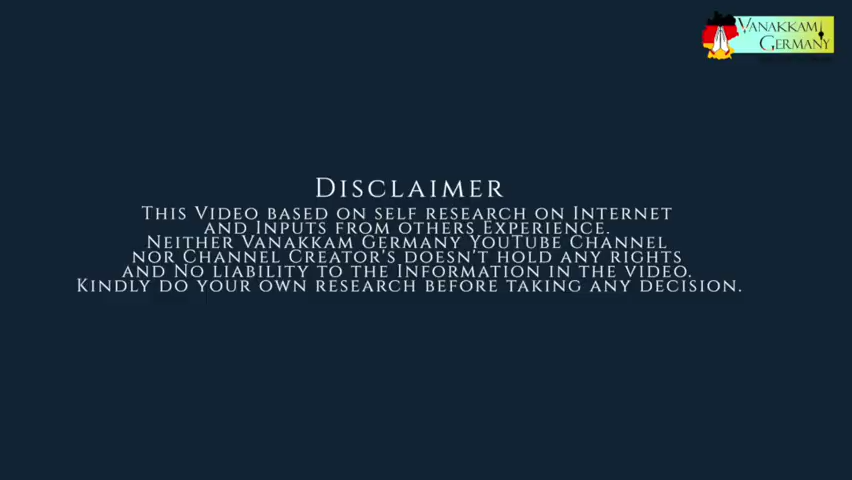 Vanakkam
Germany
Disclaimer
This Video based on self research on Internet
and Inputs from others Experience.
Neither Vanakkam Germany YouTube Channel
nor Channel Creator's doesn't hold any rights
and No liability to the Information in the video.
Kindly do your own research before taking any decision.